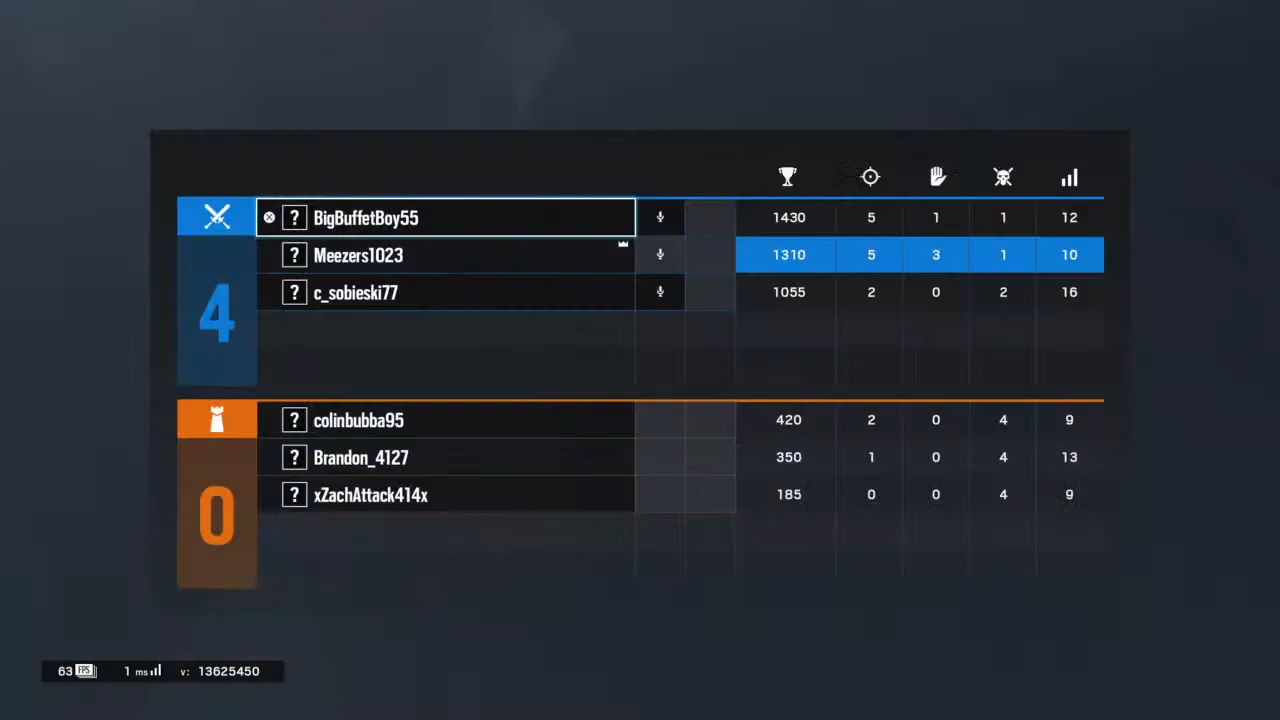 ? BigBuffetBoy55 1430 5 1 1 12
? Meezers1023 1310 5 3 1 10
4
? c_sobieski77 1055 2 0 2 16
? colinbubba95 420 2 0 4 9
? Brandon_4127 350 1 0 4 13
? xZachAttack414x 185 0 0 4 9
0
63 FPS 1 ms v: 13625450